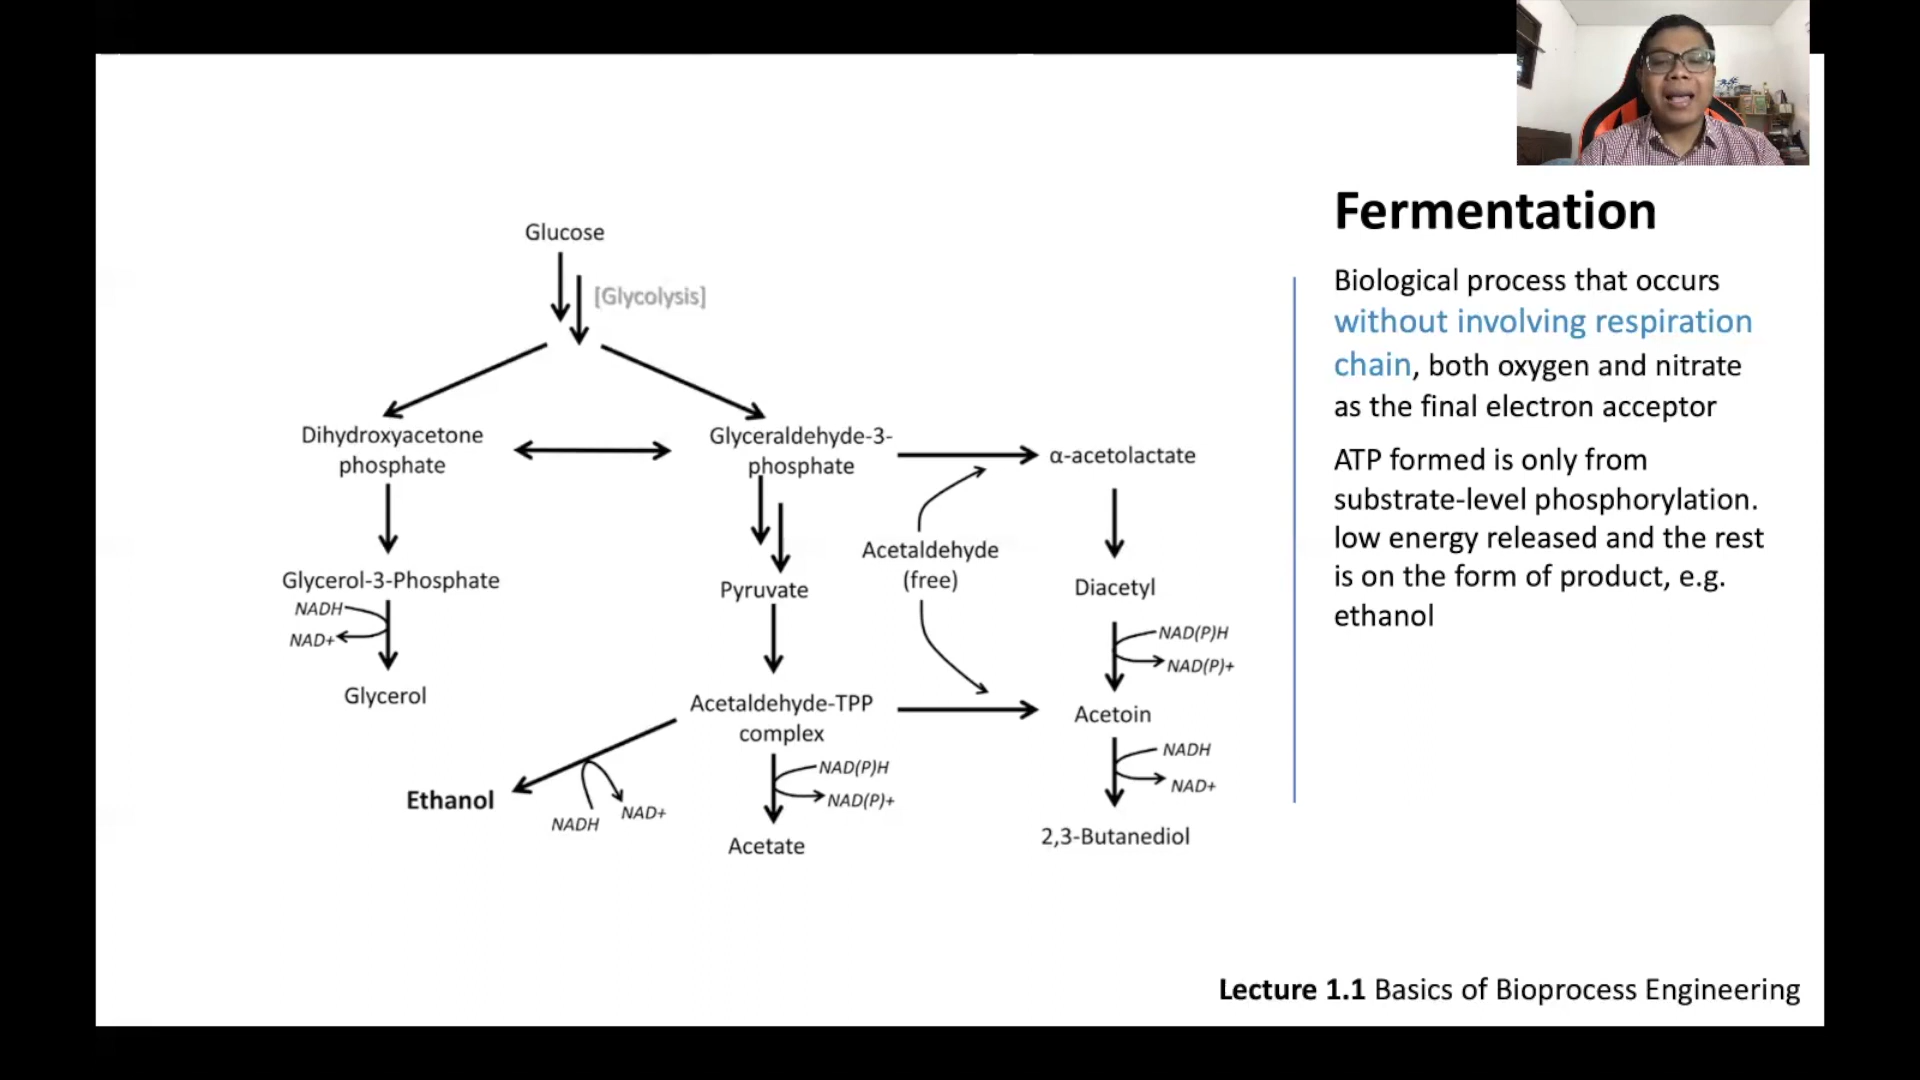 Fermentation
Biological process that occurs
without involving respiration
chain, both oxygen and nitrate
as the final electron acceptor
ATP formed is only from
substrate-level phosphorylation.
low energy released and the rest
is on the form of product, e.g.
ethanol
Glucose
[Glycolysis]
Dihydroxyacetone
phosphate
Glyceraldehyde-3-
phosphate
α-acetolactate
Acetaldehyde
(free)
Glycerol-3-Phosphate
NADH
NAD+
Glycerol
Pyruvate
Diacetyl
NAD(P)H
NAD(P)+
Acetaldehyde-TPP
complex
Acetoin
NADH
NAD+
Ethanol
NADH
NAD+
NAD(P)H
NAD(P)+
Acetate
2,3-Butanediol
Lecture 1.1 Basics of Bioprocess Engineering